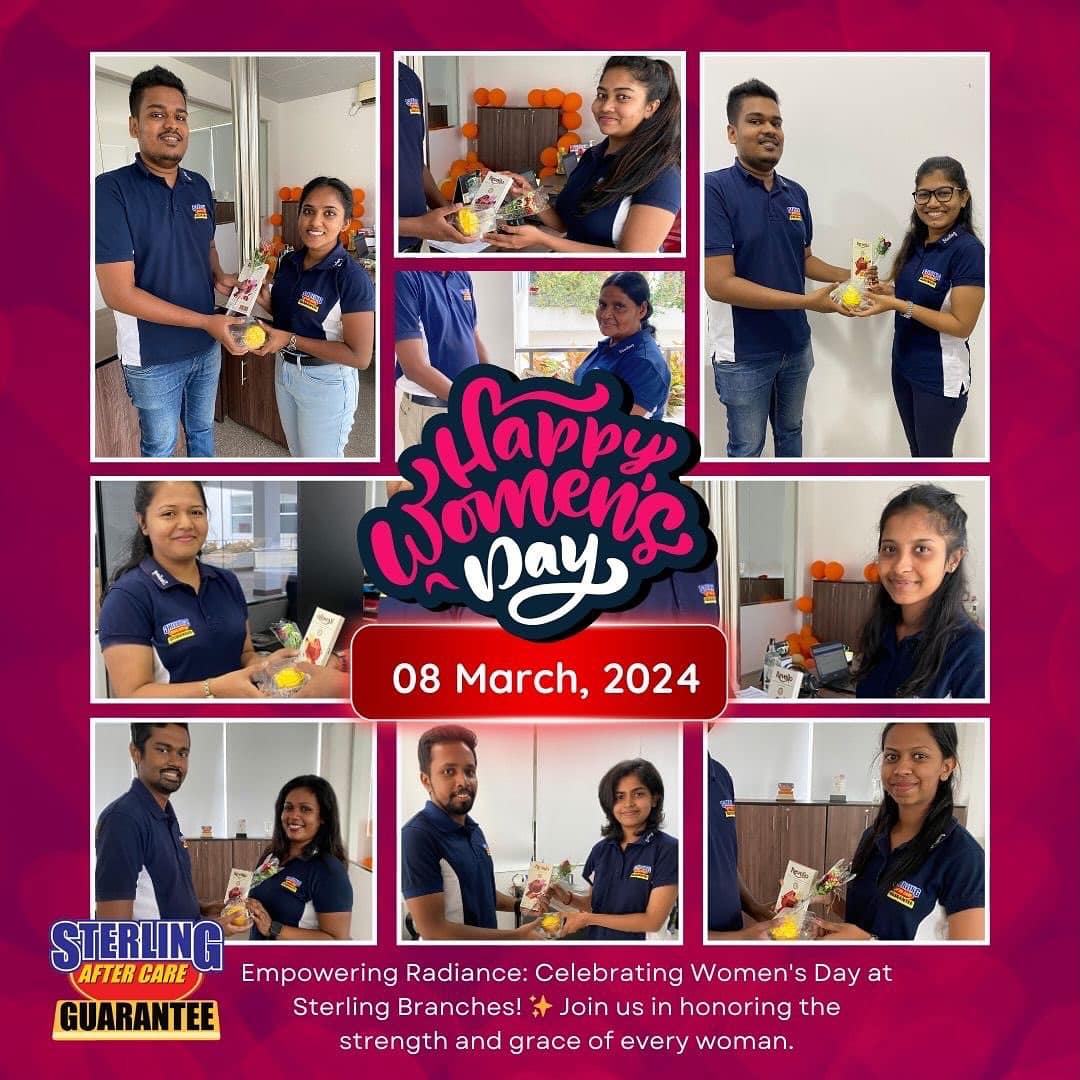 Happy
Women's
Day
08 March, 2024
STERLING
AFTER CARE
GUARANTEE
Empowering Radiance: Celebrating Women's Day at
Sterling Branches! ✨ Join us in honoring the
strength and grace of every woman.